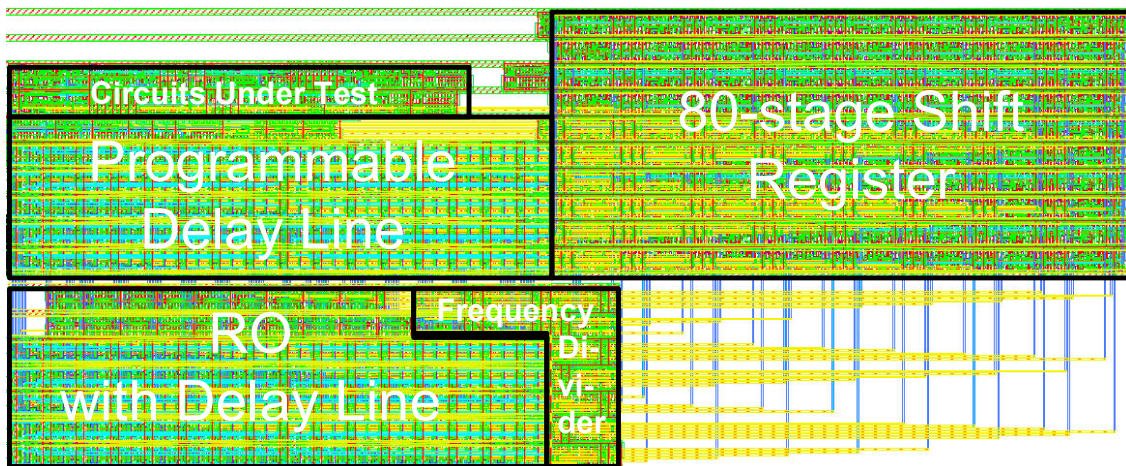 Circuits Under Test
Programmable
Delay Line
80-stage Shift
Register
RO
with Delay Line
Frequency
Di-
vi-
der